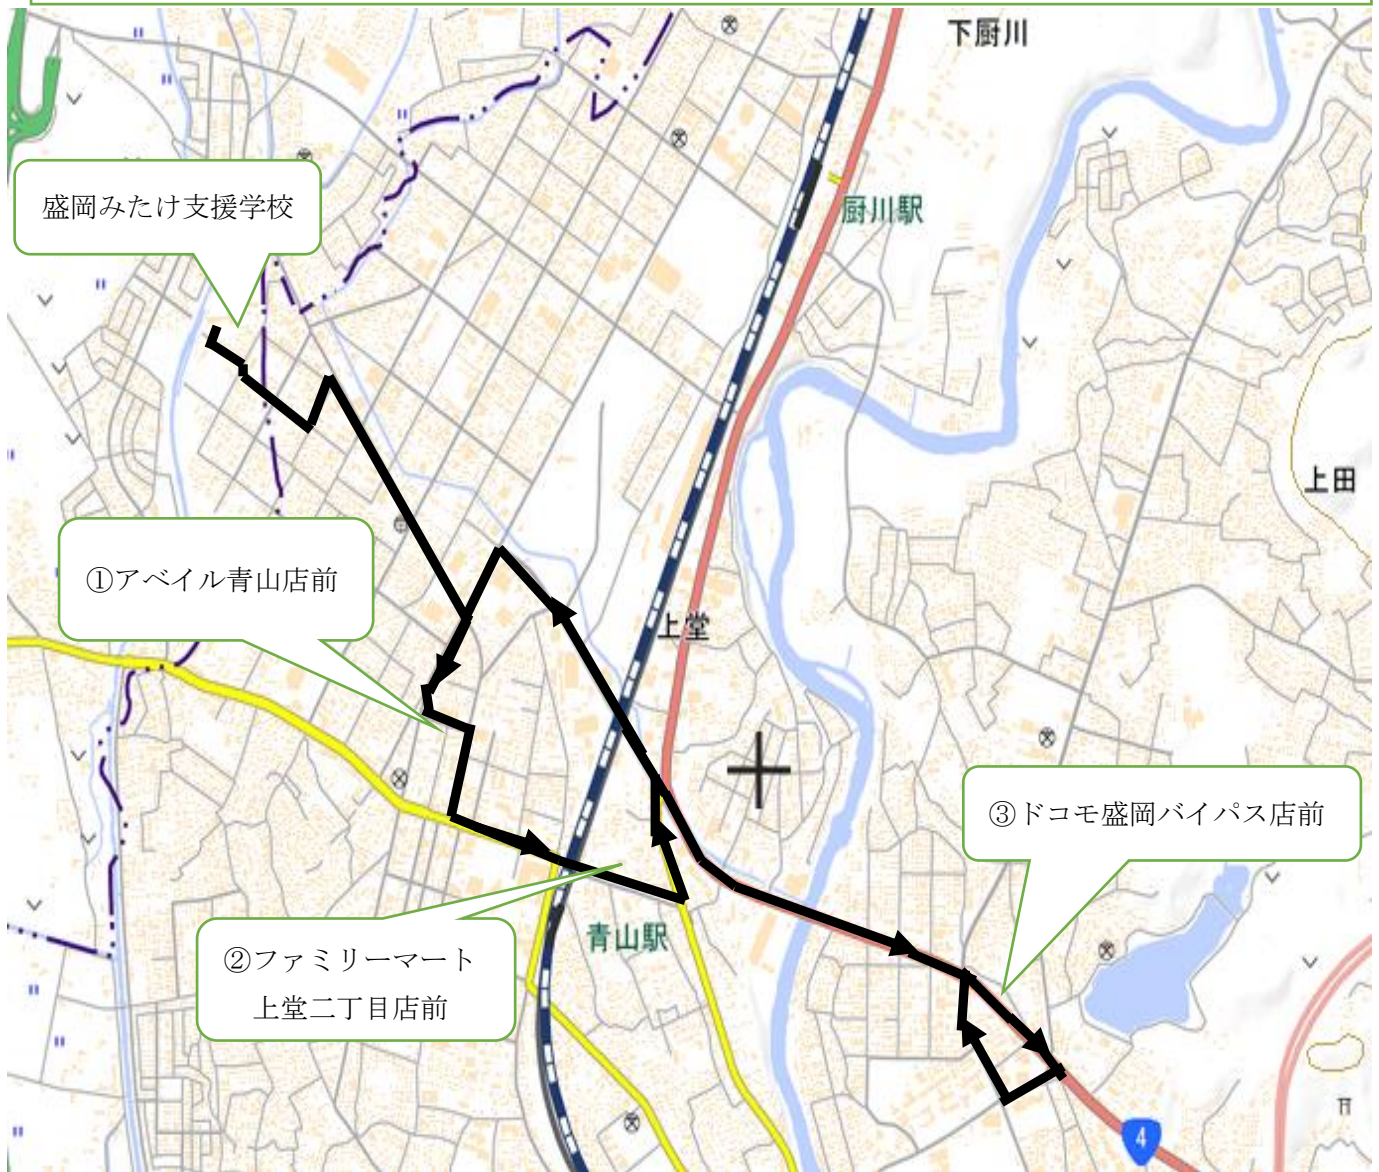 下厨川
盛岡みたけ支援学校
厨川駅
上田
①アベイル青山店前
上堂
③ドコモ盛岡バイパス店前
青山駅
②ファミリーマート
上堂二丁目店前
4